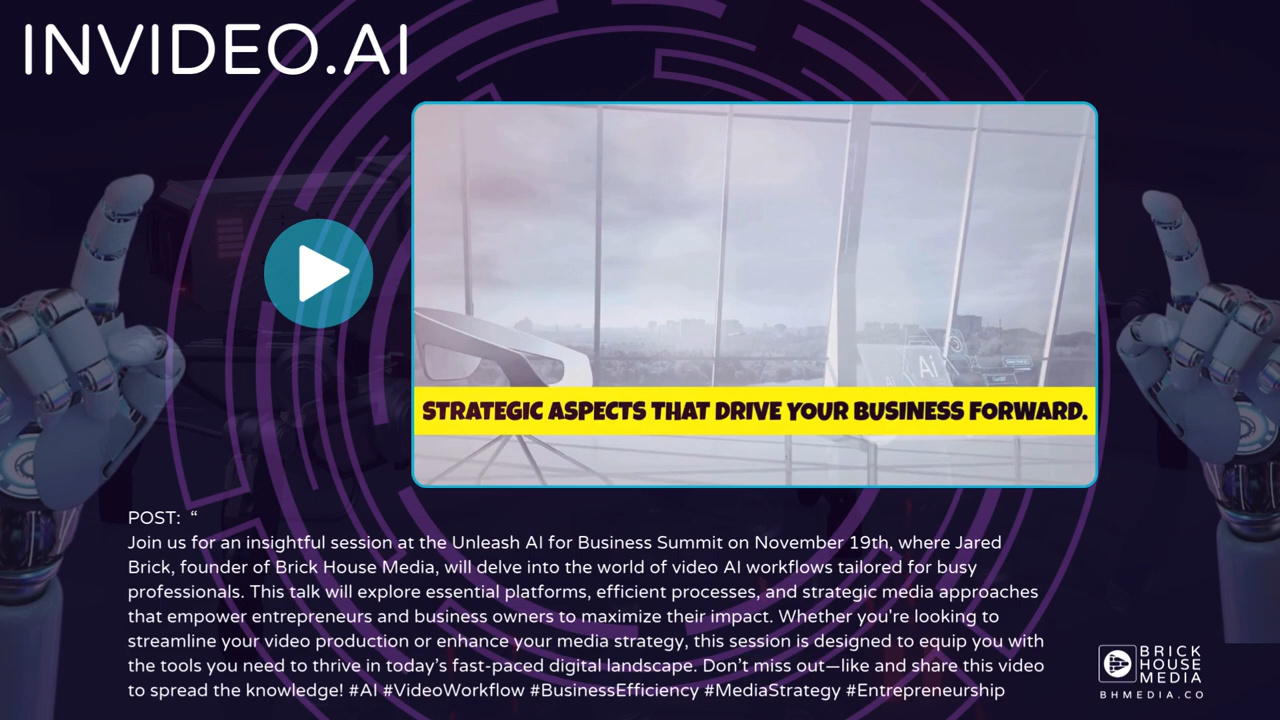 INVIDEO.AI
Ai
AI
STRATEGIC ASPECTS THAT DRIVE YOUR BUSINESS FORWARD.
POST: “
Join us for an insightful session at the Unleash AI for Business Summit on November 19th, where Jared
Brick, founder of Brick House Media, will delve into the world of video AI workflows tailored for busy
professionals. This talk will explore essential platforms, efficient processes, and strategic media approaches
that empower entrepreneurs and business owners to maximize their impact. Whether you're looking to
streamline your video production or enhance your media strategy, this session is designed to equip you with
the tools you need to thrive in today's fast-paced digital landscape. Don't miss out—like and share this video
to spread the knowledge! #AI #VideoWorkflow #BusinessEfficiency #MediaStrategy #Entrepreneurship
BRICK
HOUSE
MEDIA
BHMEDIA.CO